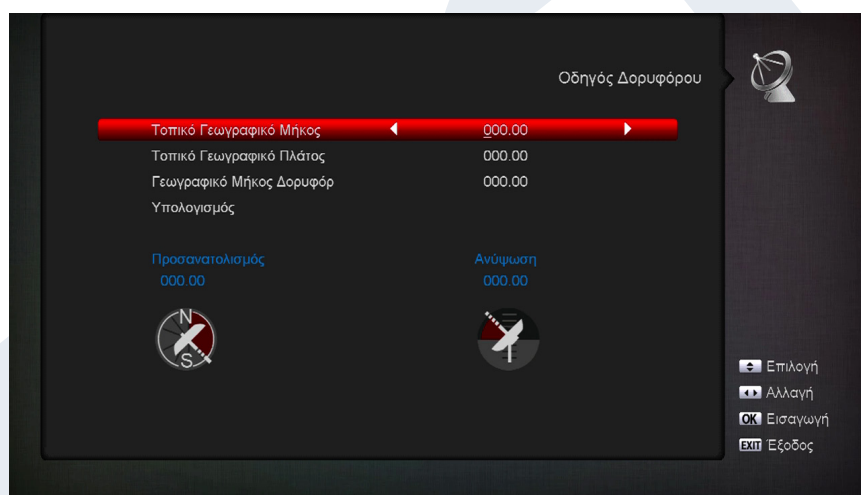 Οδηγός Δορυφόρου
Τοπικό Γεωγραφικό Μήκος 000.00
Τοπικό Γεωγραφικό Πλάτος 000.00
Γεωγραφικό Μήκος Δορυφόρ 000.00
Υπολογισμός
Προσανατολισμός Ανύψωση
000.00 000.00
N
S
Επιλογή
Αλλαγή
OK Εισαγωγή
EXIT Έξοδος